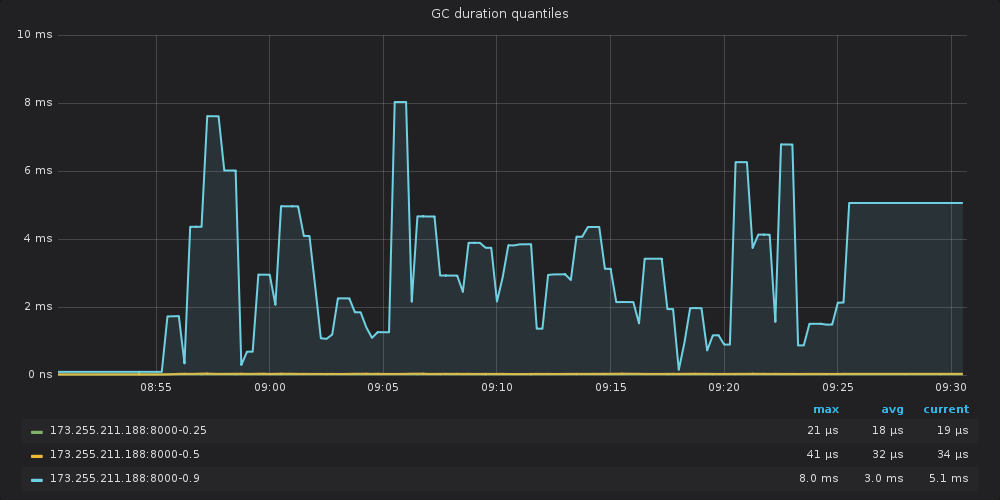 GC duration quantiles
10 ms
8 ms
6 ms
4 ms
2 ms
0 ns
08:55 09:00 09:05 09:10 09:15 09:20 09:25 09:30
max avg current
173.255.211.188:8000-0.25 21 µs 18 µs 19 µs
173.255.211.188:8000-0.5 41 µs 32 µs 34 µs
173.255.211.188:8000-0.9 8.0 ms 3.0 ms 5.1 ms